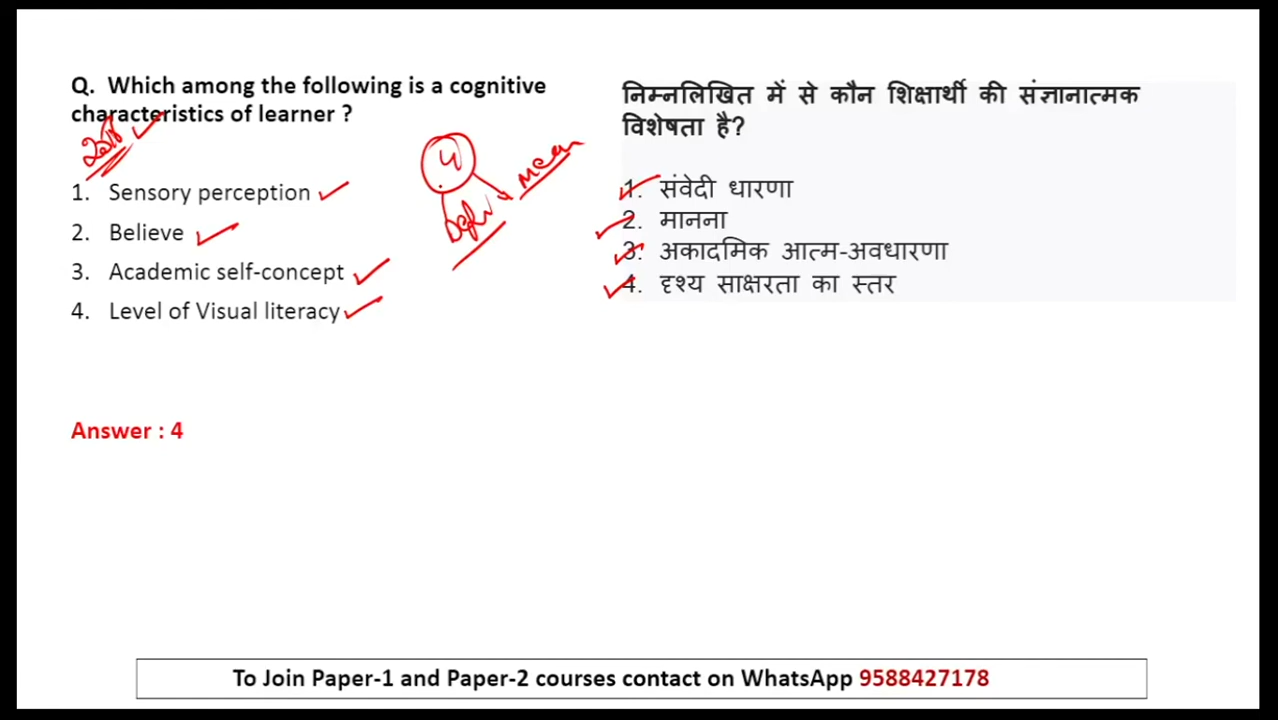 Q. Which among the following is a cognitive
characteristics of learner ?
1. Sensory perception
2. Believe
3. Academic self-concept
4. Level of Visual literacy
Answer : 4
निम्नलिखित में से कौन शिक्षार्थी की संज्ञानात्मक
विशेषता है?
1. संवेदी धारणा
2. मानना
3. अकादमिक आत्म-अवधारणा
4. दृश्य साक्षरता का स्तर
4
mean
To Join Paper-1 and Paper-2 courses contact on WhatsApp 9588427178